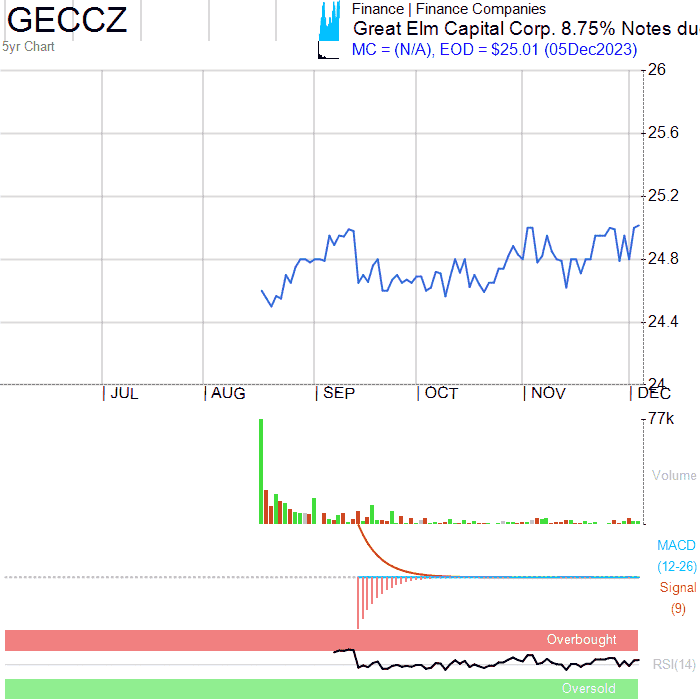 GECCZ
5yr Chart
Finance | Finance Companies
Great Elm Capital Corp. 8.75% Notes du
MC = (N/A), EOD = $25.01 (05Dec2023)
26
25.6
25.2
24.8
24.4
24
JUL AUG SEP OCT NOV DEC
77k
Volume
MACD
(12-26)
Signal
(9)
Overbought
RSI(14)
Oversold